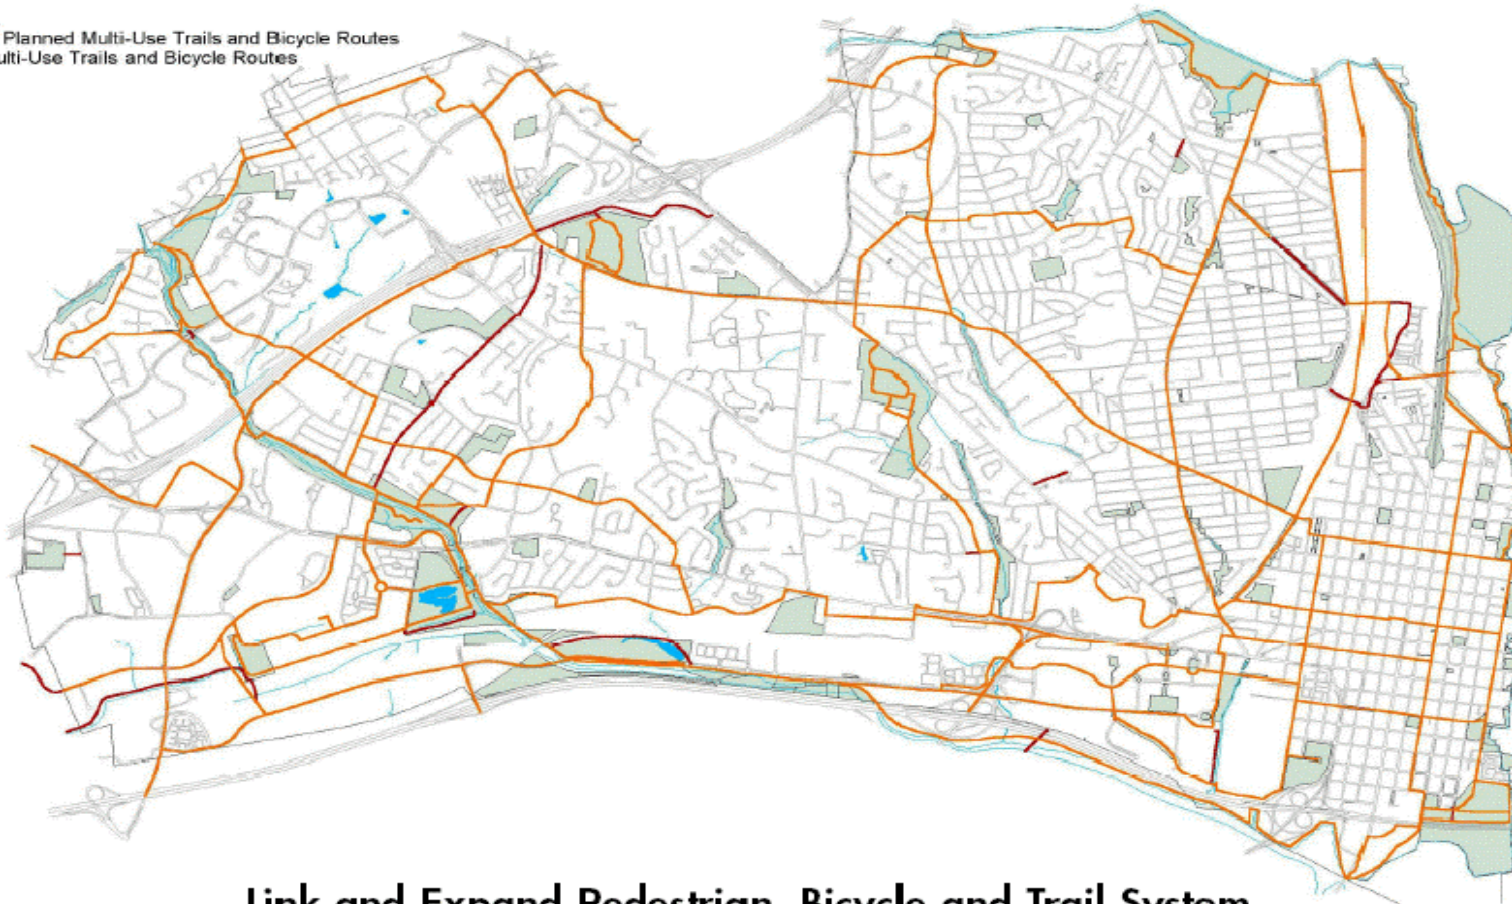 Planned Multi-Use Trails and Bicycle Routes
ulti-Use Trails and Bicycle Routes
Link and Expand Pedestrian, Bicycle and Trail System